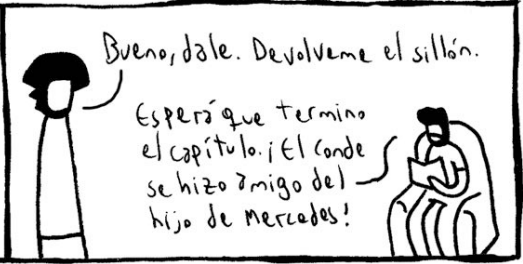 Bueno, dale. Devolveme el sillón.
Esperá que termino
el capítulo. ¡El Conde
se hizo amigo del
hijo de Mercedes!